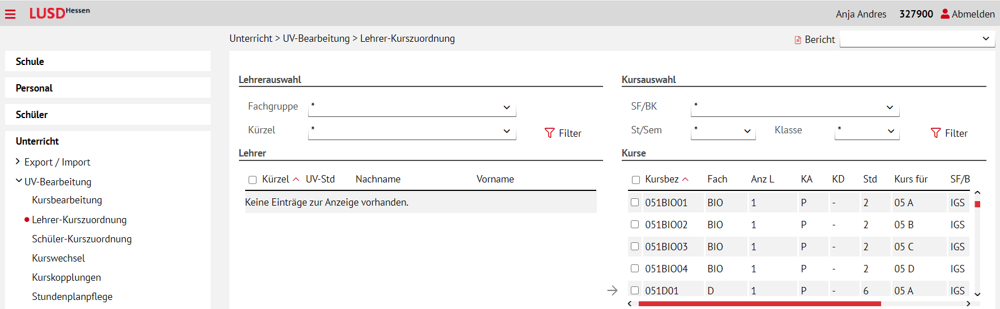 LUSD Hessen
Anja Andres 327900 Abmelden
Unterricht > UV-Bearbeitung > Lehrer-Kurszuordnung
Bericht
Schule
Personal
Schüler
Unterricht
Export / Import
UV-Bearbeitung
Kursbearbeitung
Lehrer-Kurszuordnung
Schüler-Kurszuordnung
Kurswechsel
Kurskopplungen
Stundenplanpflege
Lehrerauswahl
Fachgruppe *
Kürzel * Filter
Lehrer
Kürzel UV-Std Nachname Vorname
Keine Einträge zur Anzeige vorhanden.
Kursauswahl
SF/BK *
St/Sem * Klasse * Filter
Kurse
Kursbez Fach Anz L KA KD Std Kurs für SF/B
051BIO01 BIO 1 P - 2 05 A IGS
051BIO02 BIO 1 P - 2 05 B IGS
051BIO03 BIO 1 P - 2 05 C IGS
051BIO04 BIO 1 P - 2 05 D IGS
051D01 D 1 P - 6 05 A IGS